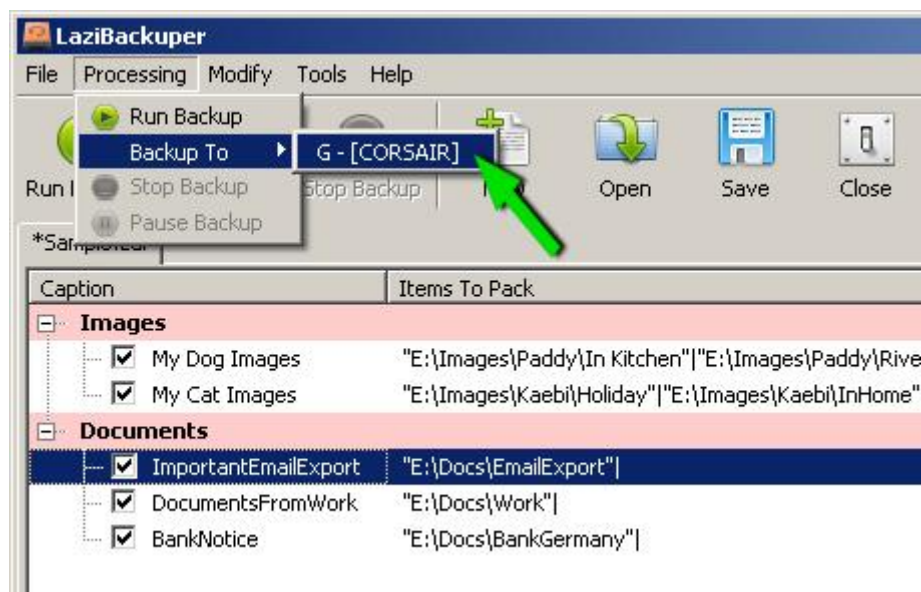 LaziBackuper
File Processing Modify Tools Help
Run Backup
Backup To
G - [CORSAIR]
Stop Backup
Pause Backup
Run
Stop Backup
Open
Save
Close
Caption Items To Pack
Images
My Dog Images "E:\Images\Paddy\In Kitchen"|"E:\Images\Paddy\Rive
My Cat Images "E:\Images\Kaebi\Holiday"|"E:\Images\Kaebi\InHome"
Documents
ImportantEmailExport "E:\Docs\EmailExport"|
DocumentsFromWork "E:\Docs\Work"|
BankNotice "E:\Docs\BankGermany"|